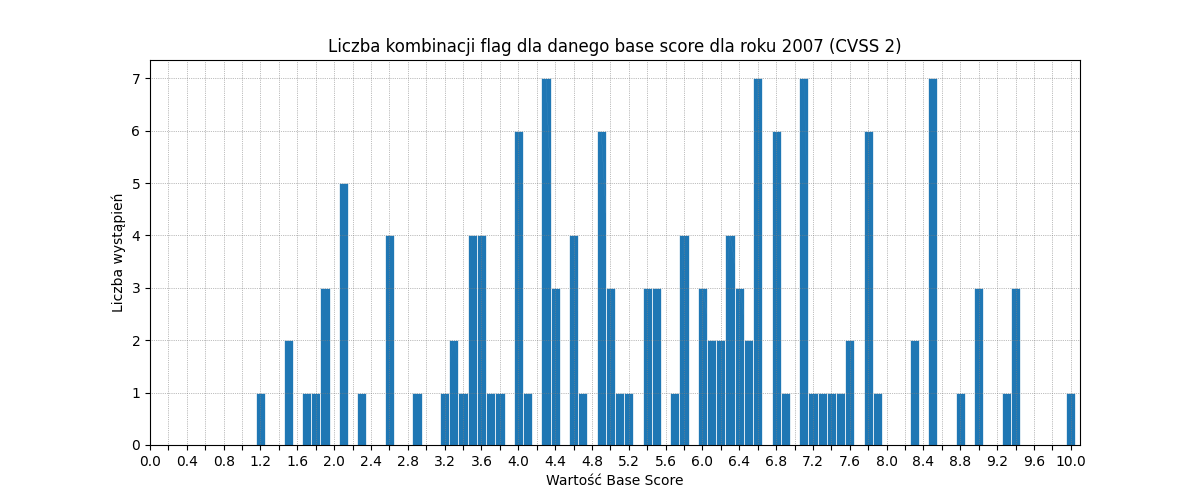 Liczba kombinacji flag dla danego base score dla roku 2007 (CVSS 2)
Liczba wystąpień
7
6
5
4
3
2
1
0
0.0 0.4 0.8 1.2 1.6 2.0 2.4 2.8 3.2 3.6 4.0 4.4 4.8 5.2 5.6 6.0 6.4 6.8 7.2 7.6 8.0 8.4 8.8 9.2 9.6 10.0
Wartość Base Score